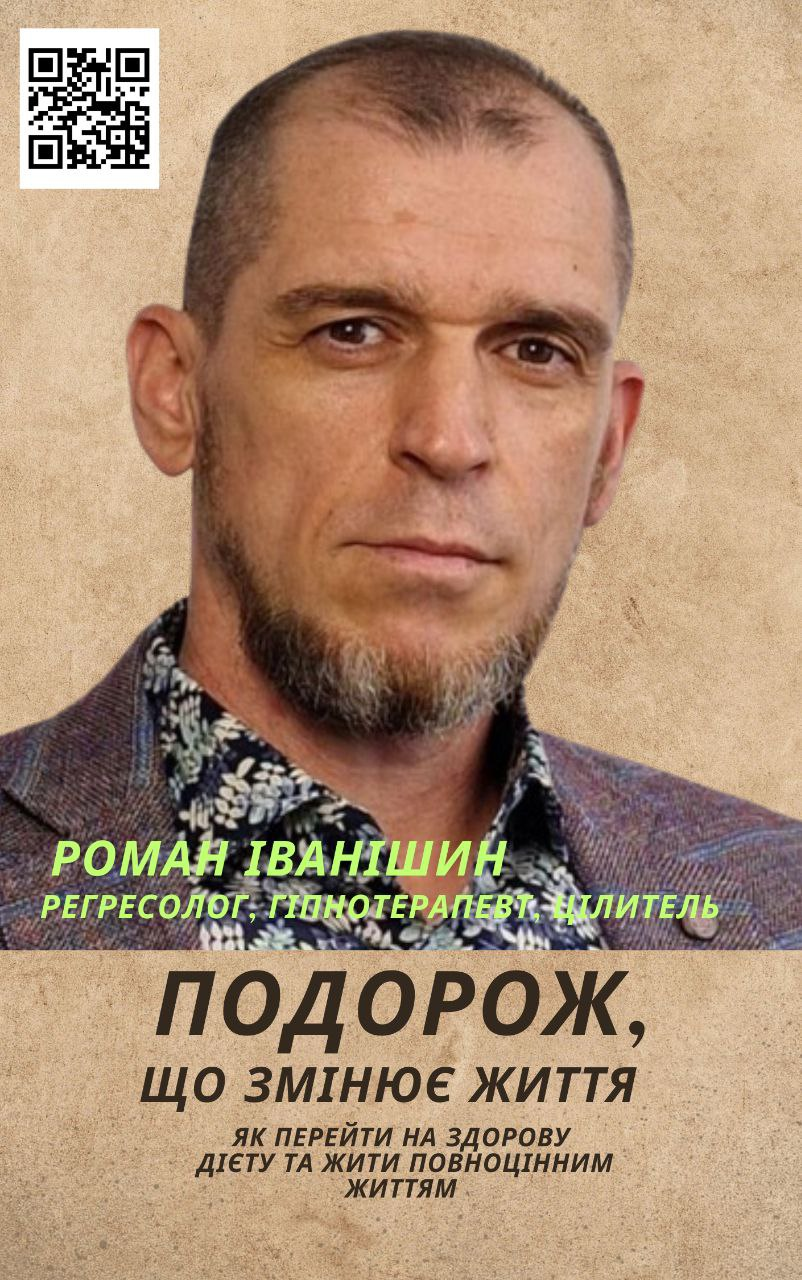 РОМАН ІВАНІШИН
РЕГРЕСОЛОГ, ГІПНОТЕРАПЕВТ, ЦІЛИТЕЛЬ
ПОДОРОЖ,
ЩО ЗМІНЮЄ ЖИТТЯ
ЯК ПЕРЕЙТИ НА ЗДОРОВУ
ДІЄТУ ТА ЖИТИ ПОВНОЦІННИМ
ЖИТТЯМ